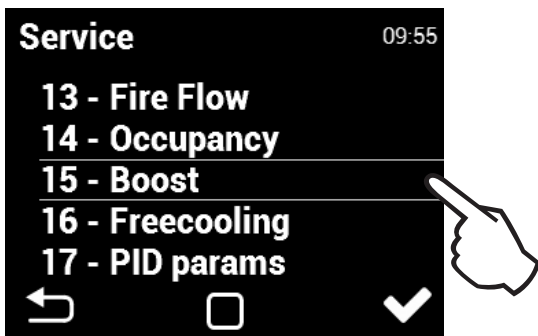 Service 09:55
13 - Fire Flow
14 - Occupancy
15 - Boost
16 - Freecooling
17 - PID params